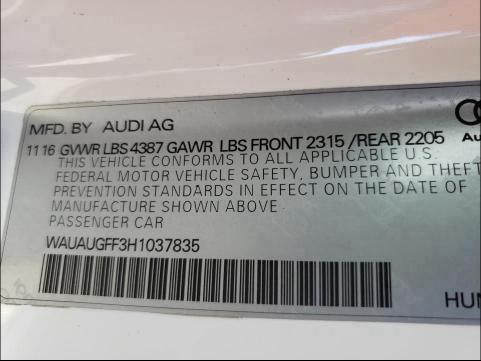 MFD. BY AUDI AG
11 16 GVWR LBS 4387 GAWR LBS FRONT 2315 /REAR 2205
THIS VEHICLE CONFORMS TO ALL APPLICABLE U.S.
FEDERAL MOTOR VEHICLE SAFETY, BUMPER AND THEFT
PREVENTION STANDARDS IN EFFECT ON THE DATE OF
MANUFACTURE SHOWN ABOVE.
PASSENGER CAR
WAUAUGFF3H1037835